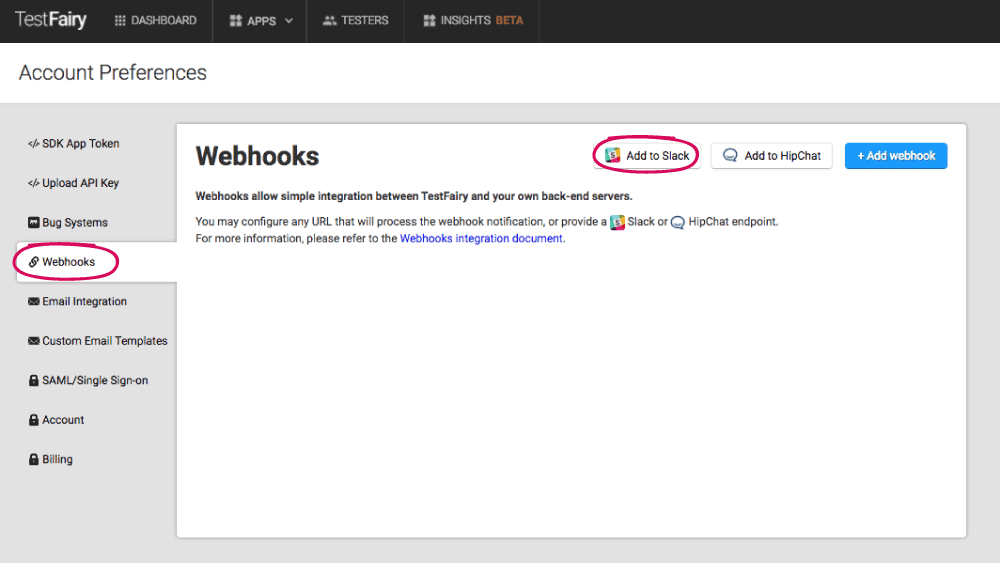 TestFairy DASHBOARD APPS TESTERS INSIGHTS BETA
Account Preferences
</> SDK App Token
</> Upload API Key
Bug Systems
Webhooks
Email Integration
Custom Email Templates
SAML/Single Sign-on
Account
Billing
Webhooks
Add to Slack
Add to HipChat
+ Add webhook
Webhooks allow simple integration between TestFairy and your own back-end servers.
You may configure any URL that will process the webhook notification, or provide a Slack or HipChat endpoint.
For more information, please refer to the Webhooks integration document.